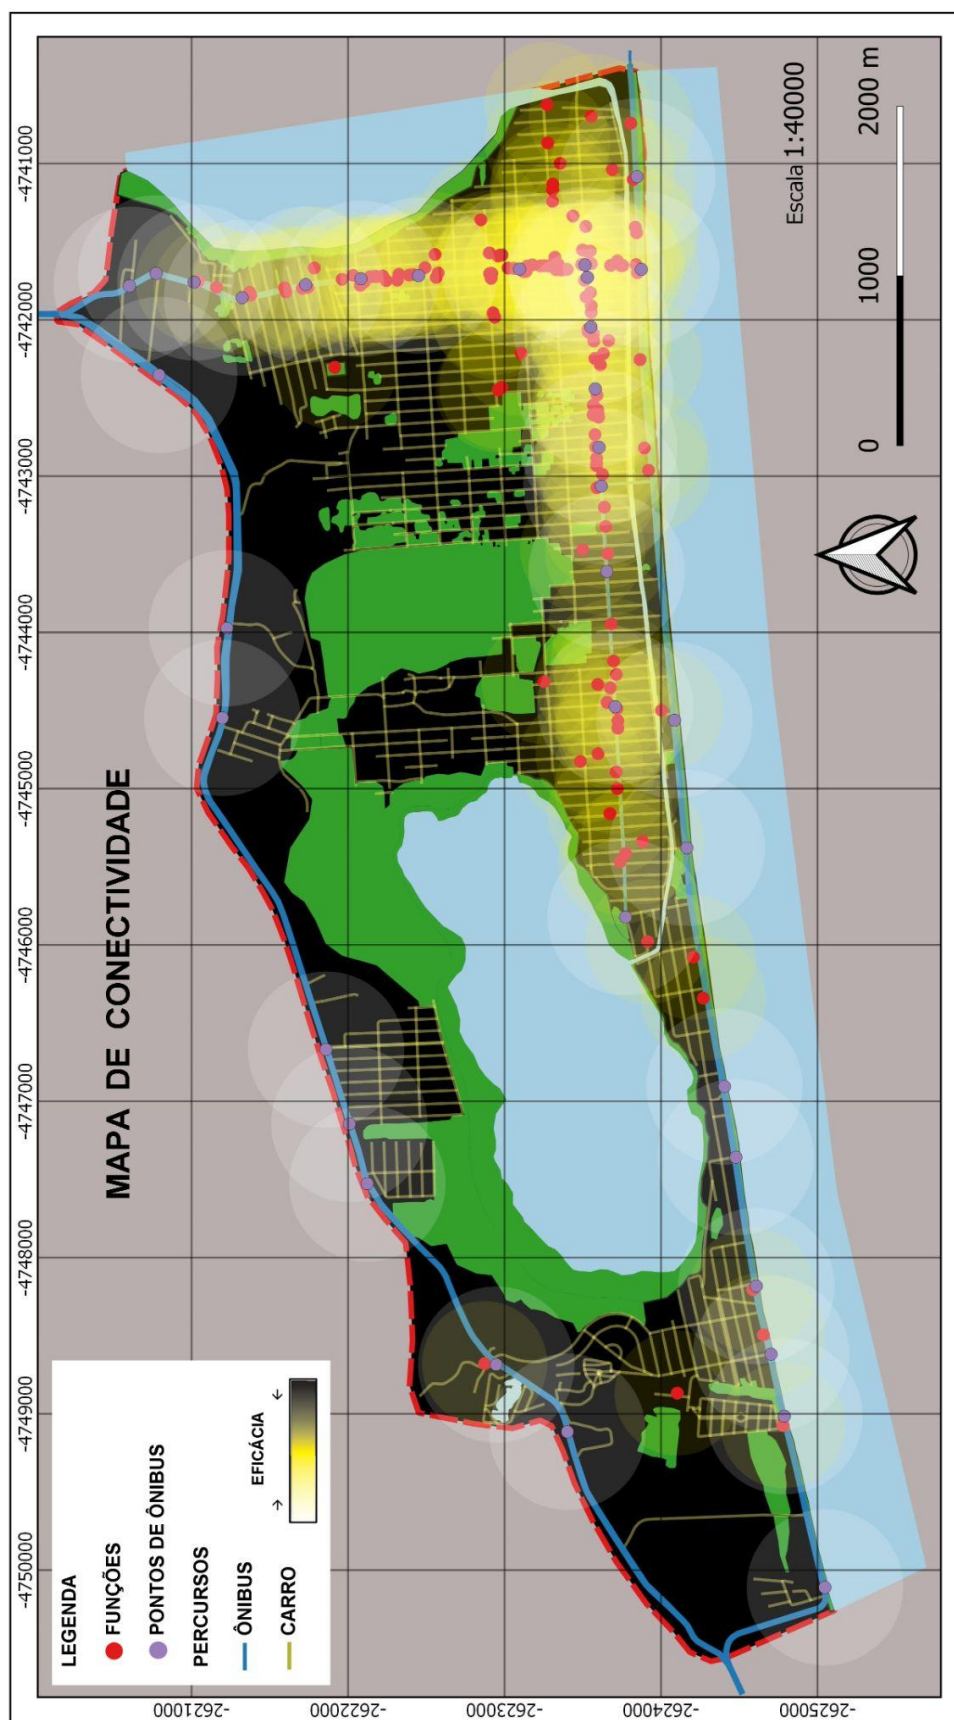 -4750000
-4749000
-4748000
-4747000
-4746000
-4745000
-4744000
-4743000
-4742000
-4741000
LEGENDA
FUNÇÕES
PONTOS DE ÔNIBUS
PERCURSOS
ÔNIBUS
CARRO
EFICÁCIA
MAPA DE CONECTIVIDADE
-2621000
-2622000
-2623000
-2624000
-2625000
Escala 1:40000
0 1000 2000 m